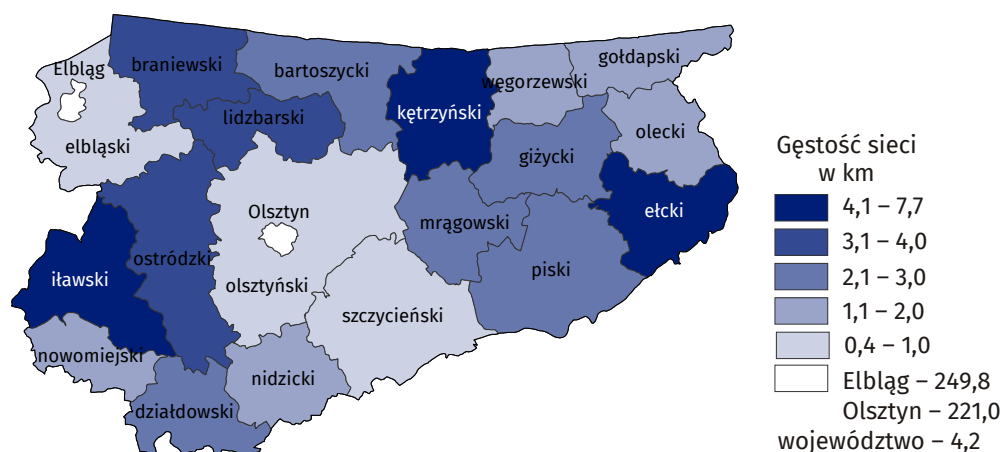 Elbląg
braniewski
bartoszycki
gołdapski
węgorzewski
kętrzyński
lidzbarski
olecki
elbląski
giżycki
Olsztyn
ełcki
mrągowski
ostródzki
piski
iławski
olsztyński
szczycieński
nowomiejski
nidzicki
działdowski
Gęstość sieci
w km
4,1 – 7,7
3,1 – 4,0
2,1 – 3,0
1,1 – 2,0
0,4 – 1,0
Elbląg – 249,8
Olsztyn – 221,0
województwo – 4,2